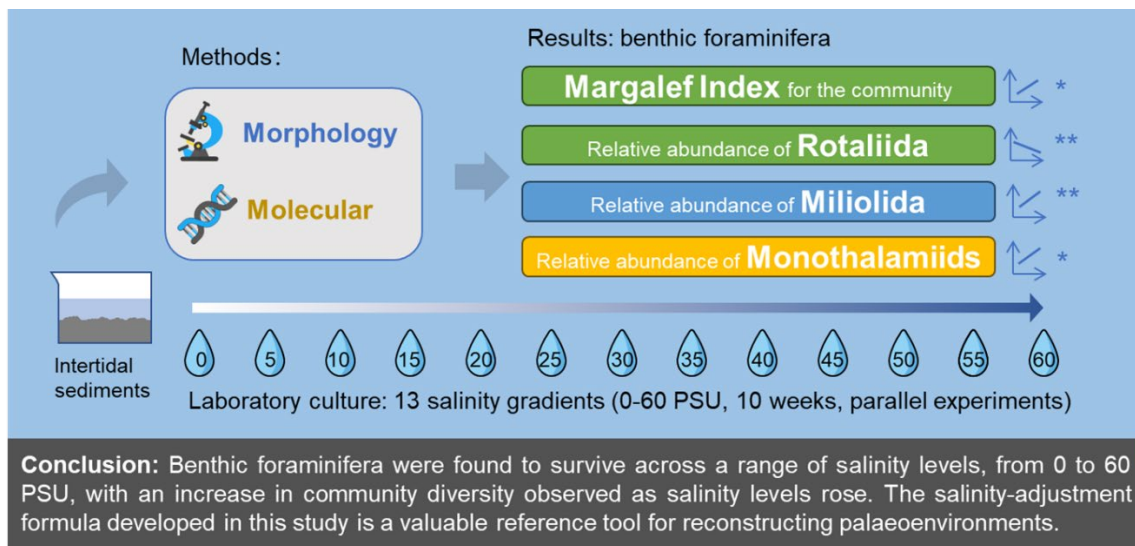 Methods:
Morphology
Molecular
Results: benthic foraminifera
Margalef Index for the community
*
Relative abundance of Rotaliida
**
Relative abundance of Miliolida
**
Relative abundance of Monothalamiids
*
Intertidal
sediments
0 5 10 15 20 25 30 35 40 45 50 55 60
Laboratory culture: 13 salinity gradients (0-60 PSU, 10 weeks, parallel experiments)
Conclusion: Benthic foraminifera were found to survive across a range of salinity levels, from 0 to 60
PSU, with an increase in community diversity observed as salinity levels rose. The salinity-adjustment
formula developed in this study is a valuable reference tool for reconstructing palaeoenvironments.